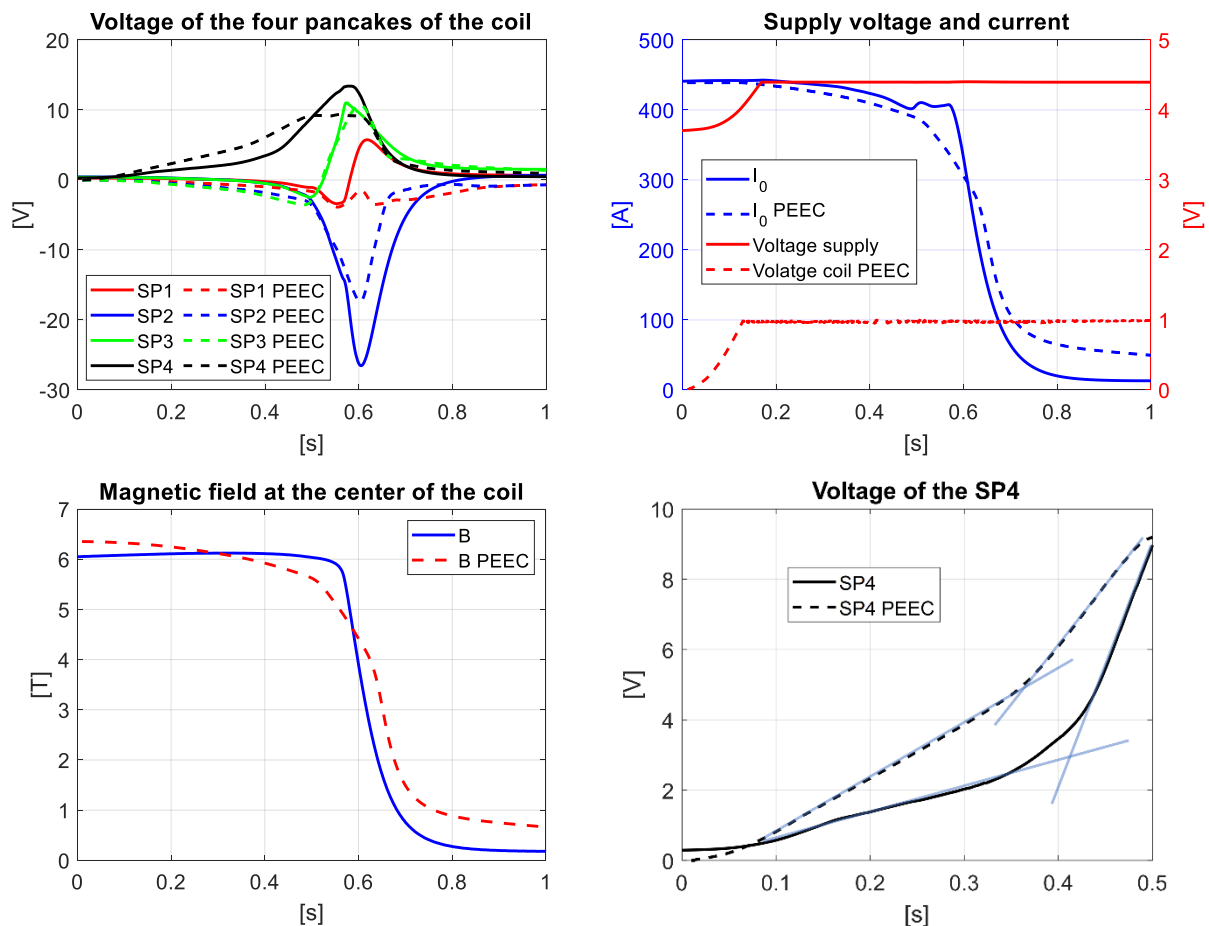 Voltage of the four pancakes of the coil
20
10
0
-10
-20
-30
[V]
SP1
SP1 PEEC
SP2
SP2 PEEC
SP3
SP3 PEEC
SP4
SP4 PEEC
0 0.2 0.4 0.6 0.8 1
[s]
Supply voltage and current
500
400
300
200
100
0
[A]
5
4
3
2
1
0
[V]
I0
I0 PEEC
Voltage supply
Volatge coil PEEC
0 0.2 0.4 0.6 0.8 1
[s]
Magnetic field at the center of the coil
7
6
5
4
3
2
1
0
[T]
B
B PEEC
0 0.2 0.4 0.6 0.8 1
[s]
Voltage of the SP4
10
8
6
4
2
0
[V]
SP4
SP4 PEEC
0 0.1 0.2 0.3 0.4 0.5
[s]